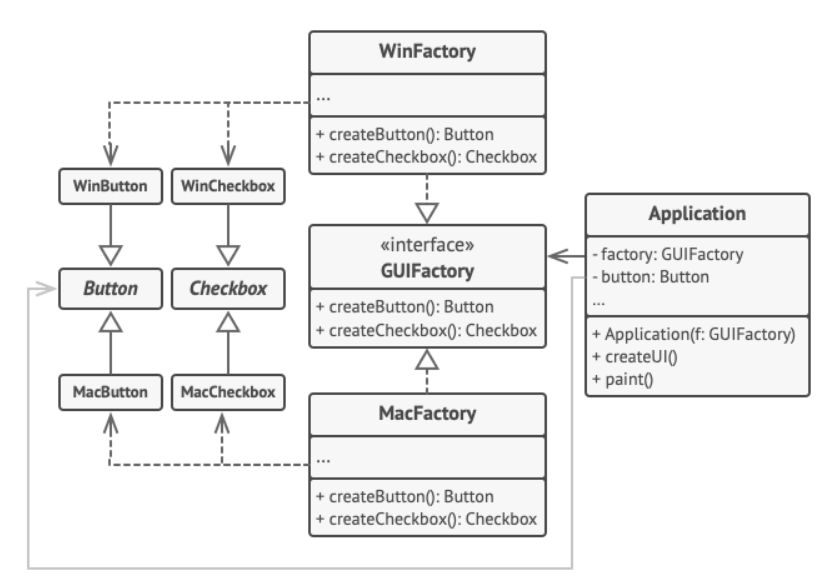 WinFactory
...
+ createButton(): Button
+ createCheckbox(): Checkbox
WinButton
WinCheckbox
Button
Checkbox
MacButton
MacCheckbox
«interface»
GUIFactory
+ createButton(): Button
+ createCheckbox(): Checkbox
MacFactory
...
+ createButton(): Button
+ createCheckbox(): Checkbox
Application
- factory: GUIFactory
- button: Button
...
+ Application(f: GUIFactory)
+ createUI()
+ paint()